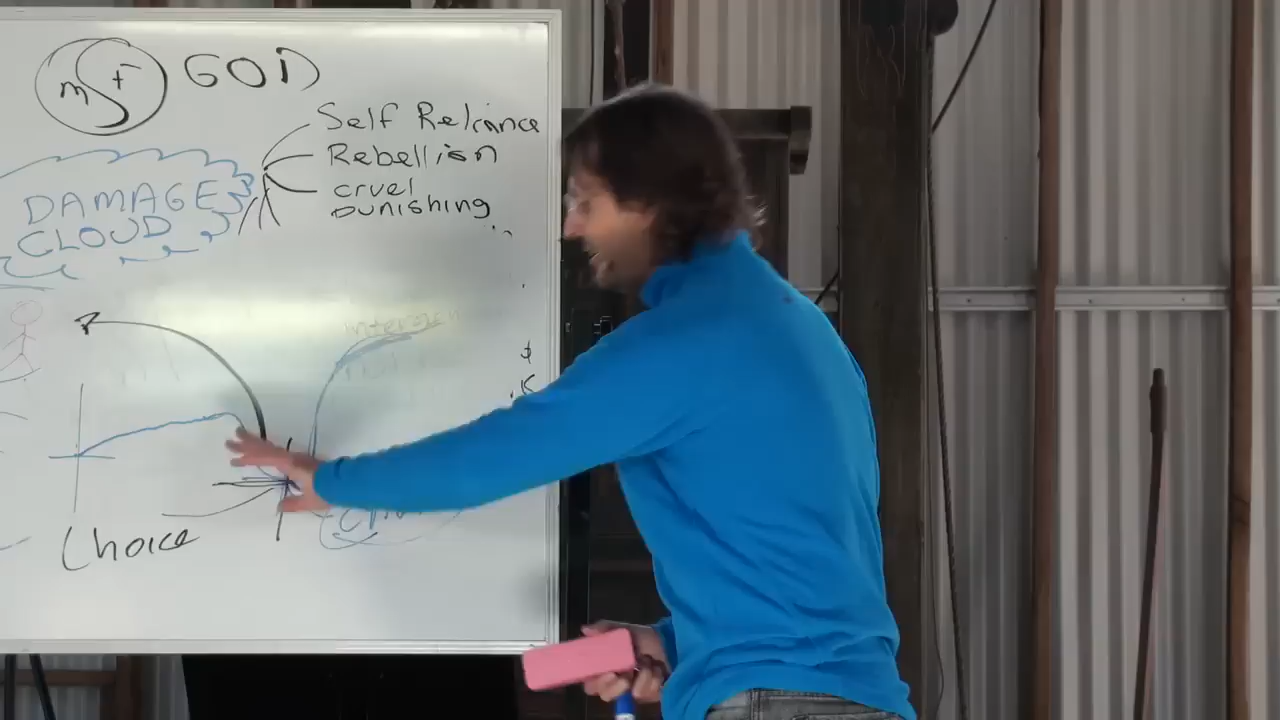 m f GOD
Self Reliance
Rebellion
cruel
punishing
DAMAGE
CLOUD
Choice